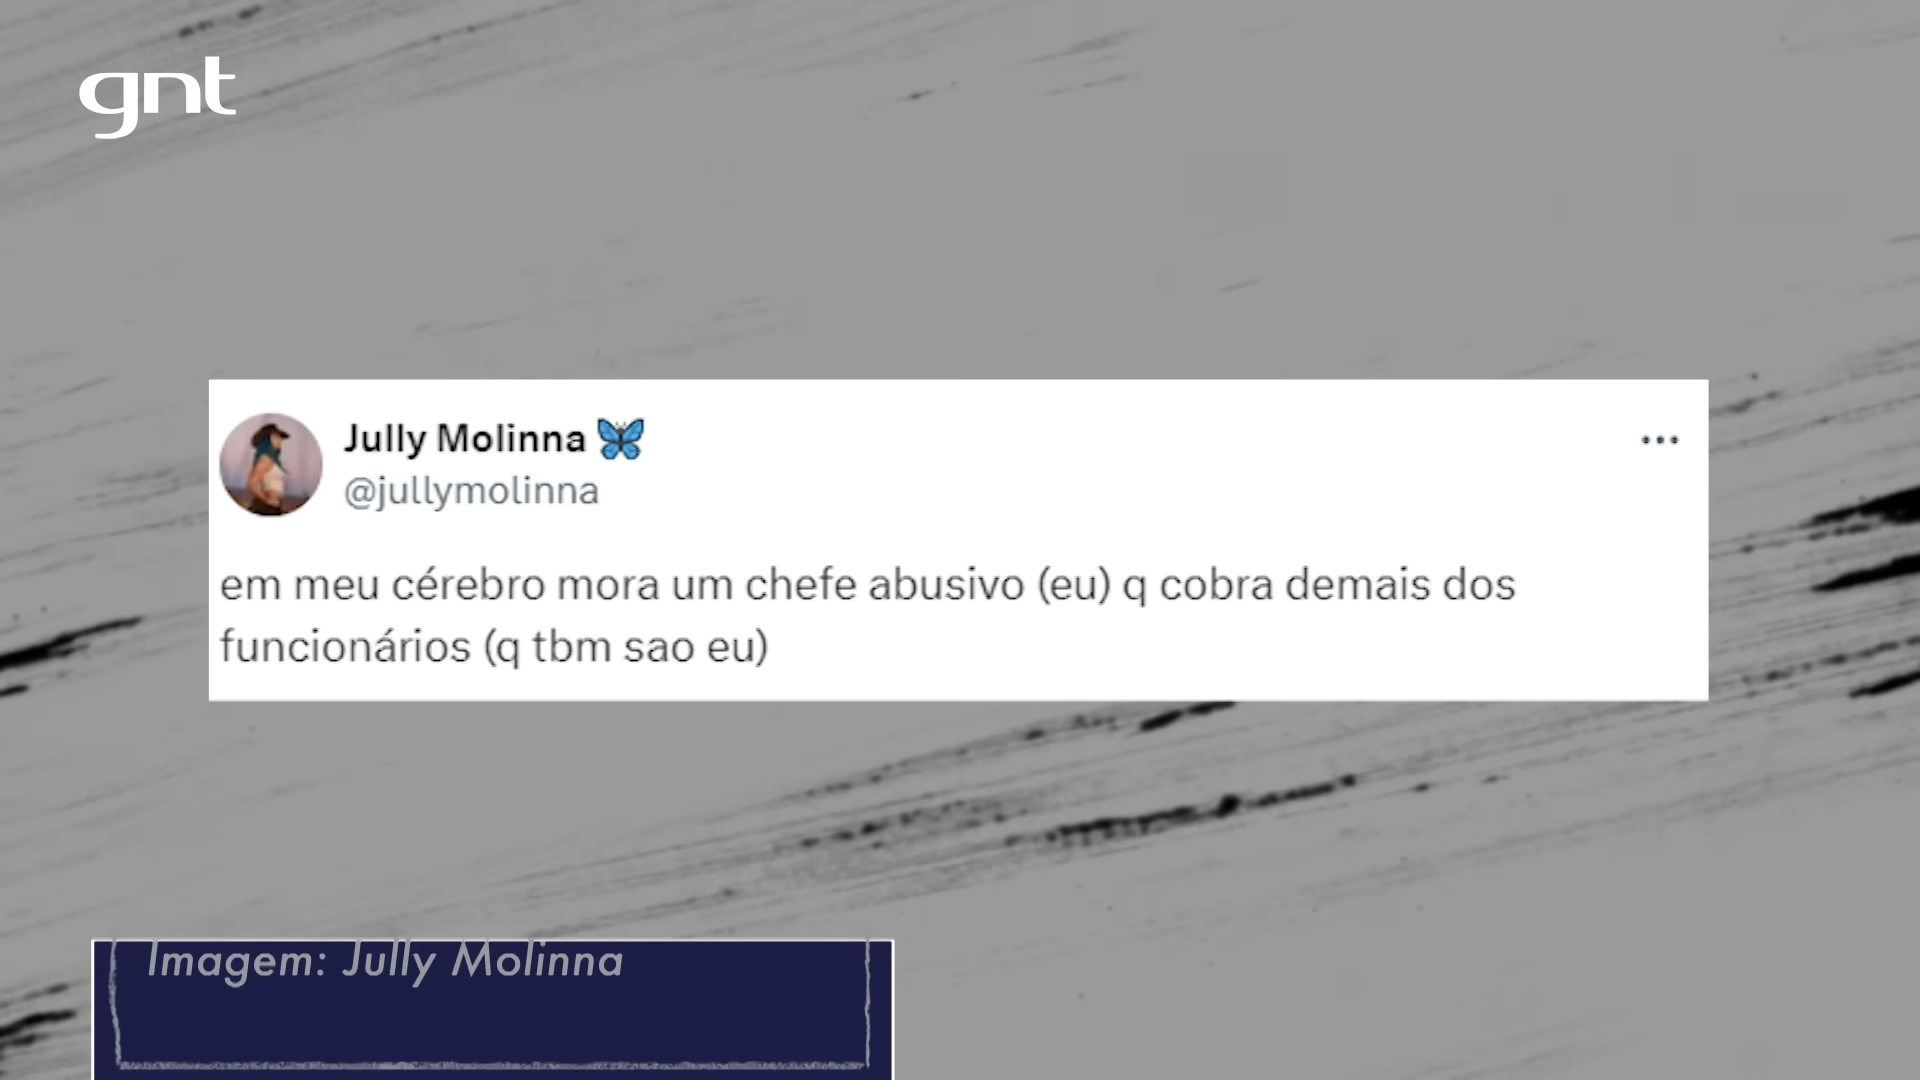 gnt
Jully Molinna 🦋
@jullymolinna
em meu cérebro mora um chefe abusivo (eu) q cobra demais dos
funcionários (q tbm sao eu)
Imagem: Jully Molinna